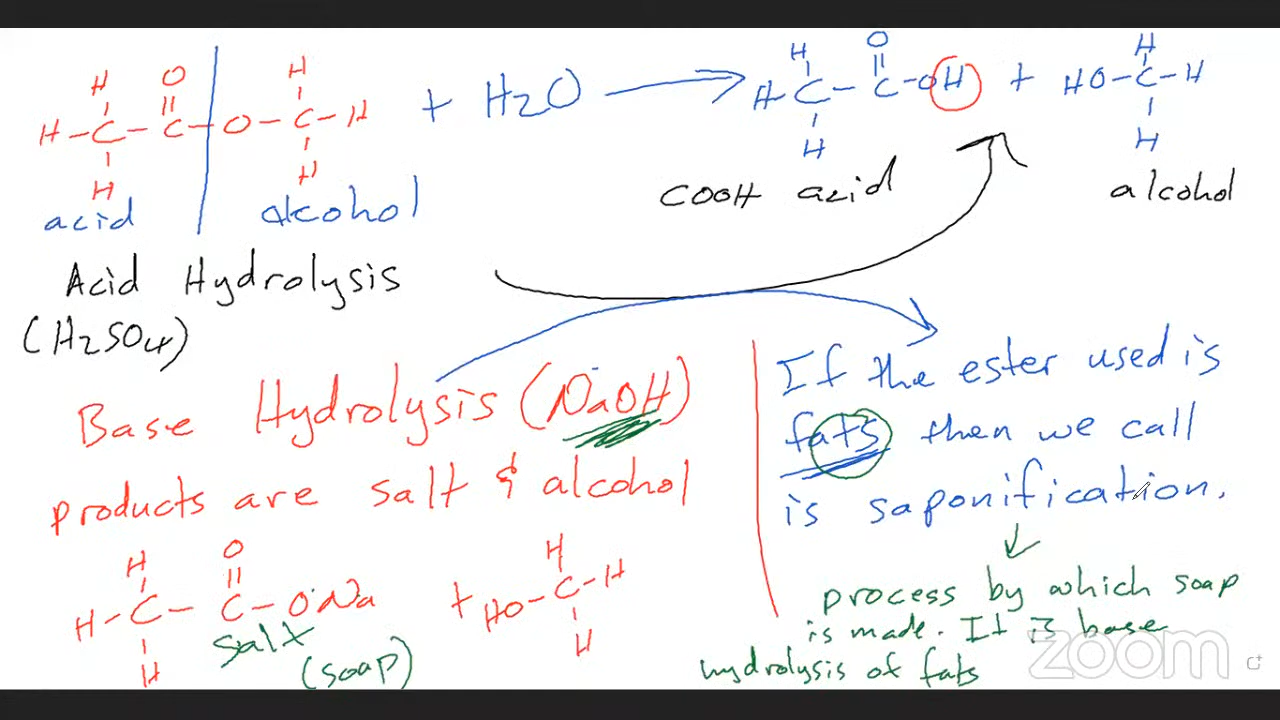 H O H
H - C - C - O - C - H + H2O → H - C - C - OH + HO - C - H
H H H H
acid alcohol COOH acid alcohol
Acid Hydrolysis
(H2SO4)
Base Hydrolysis (NaOH)
products are salt & alcohol
H O H
H - C - C - O Na + HO - C - H
H H
salt
(soap)
If the ester used is
fats then we call
is saponification.
process by which soap
is made. It is base
hydrolysis of fats
zoom